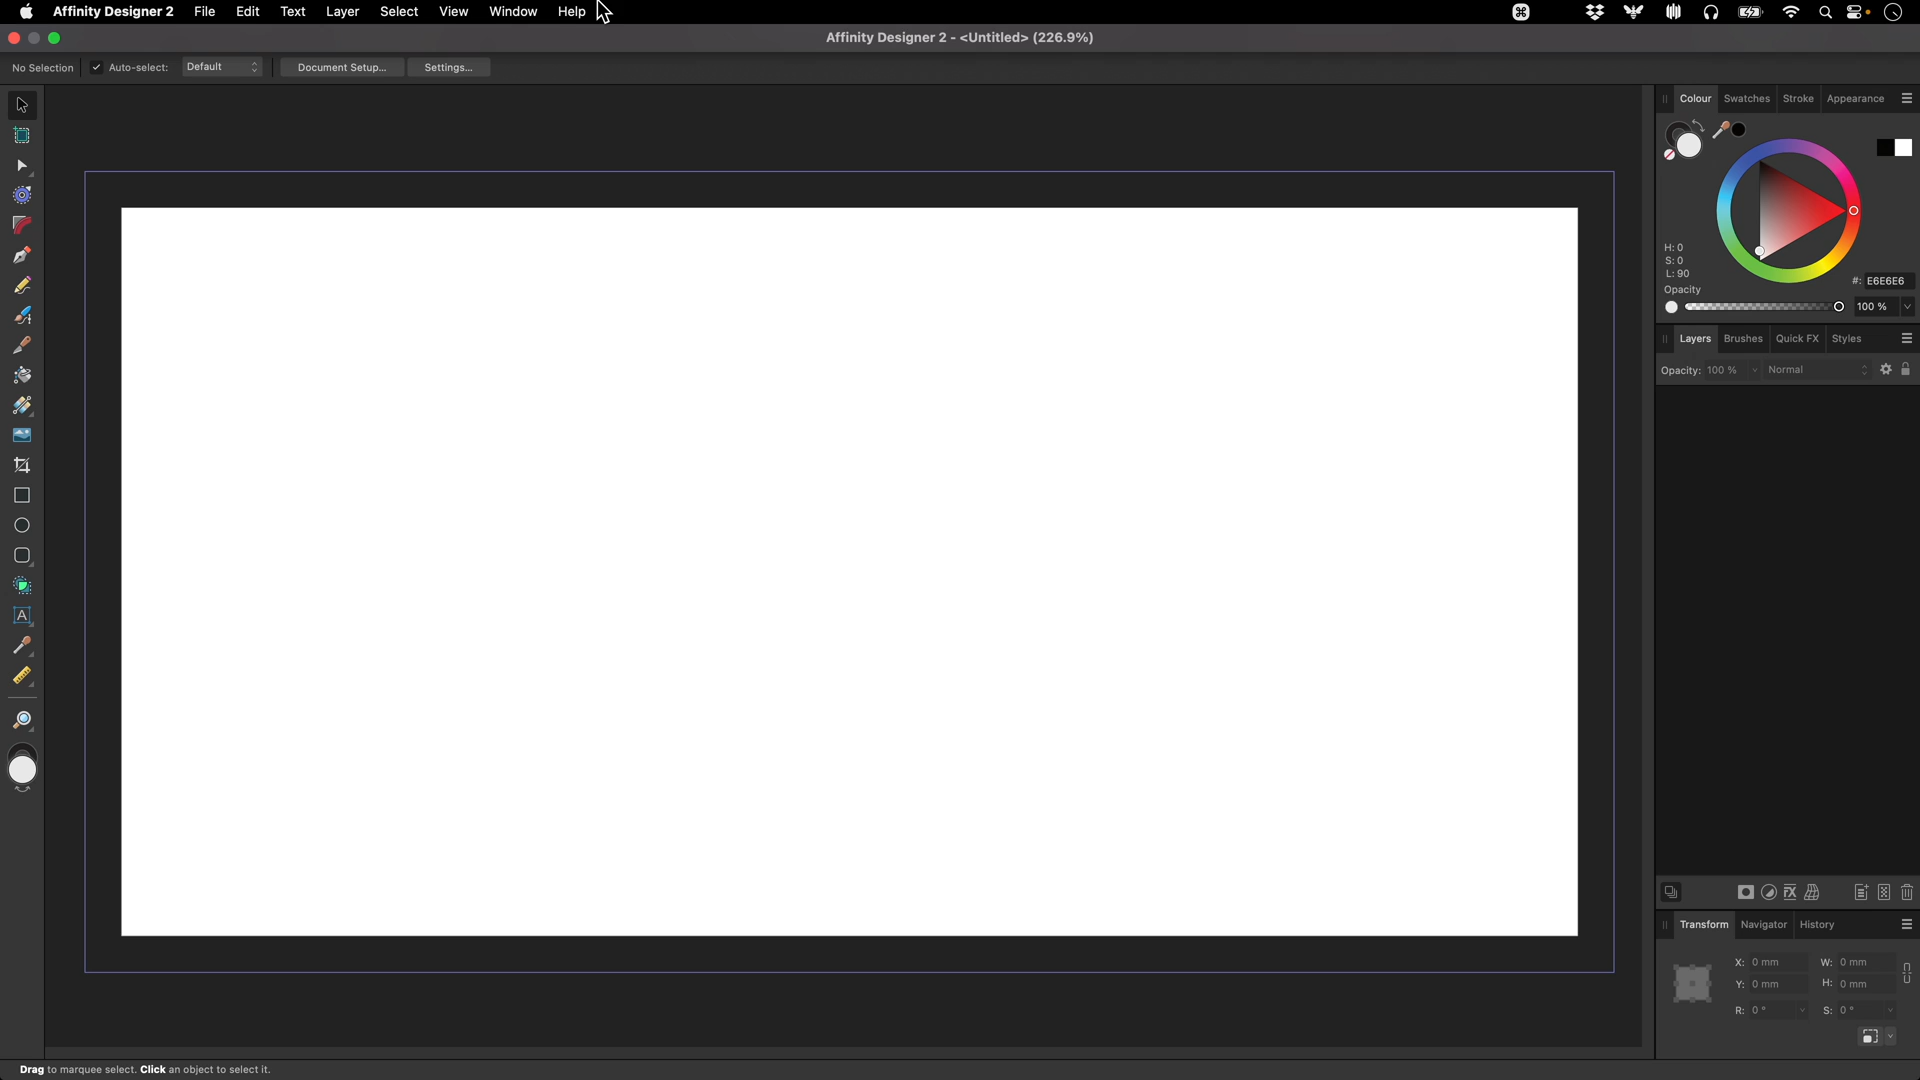 Affinity Designer 2 File Edit Text Layer Select View Window Help
Affinity Designer 2 - <Untitled> (226.9%)
No Selection Auto-select: Default Document Setup... Settings...
Colour Swatches Stroke Appearance
H: 0
S: 0
L: 90
#: E6E6E6
Opacity
100 %
Layers Brushes Quick FX Styles
Opacity: 100 % Normal
Transform Navigator History
X: 0 mm W: 0 mm
Y: 0 mm H: 0 mm
R: 0 ° S: 0 °
Drag to marquee select. Click an object to select it.